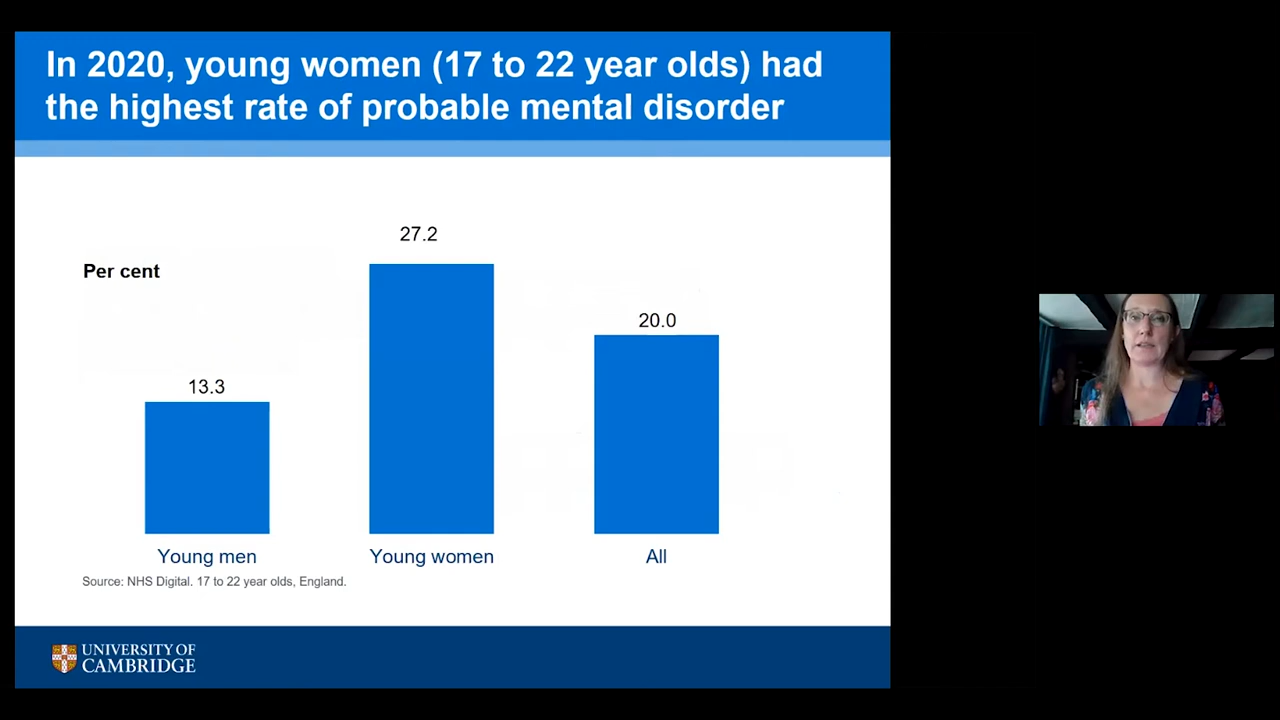 In 2020, young women (17 to 22 year olds) had
the highest rate of probable mental disorder
27.2
Per cent
20.0
13.3
Young men
Young women
All
Source: NHS Digital. 17 to 22 year olds, England.
UNIVERSITY OF
CAMBRIDGE